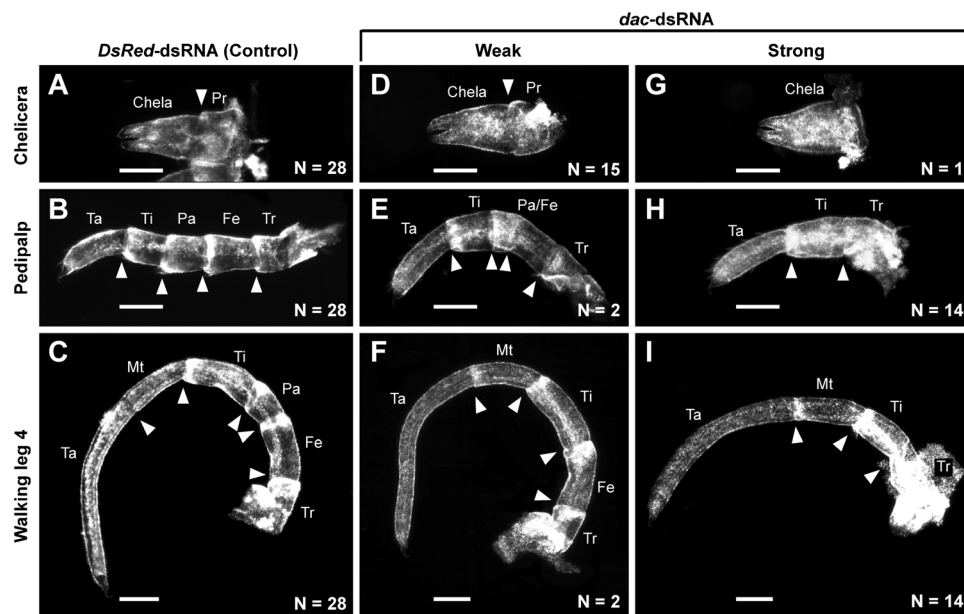 dac-dsRNA
DsRed-dsRNA (Control)
Weak
Strong
Chelicera
A
Chela
Pr
N = 28
D
Chela
Pr
N = 15
G
N = 1
Pedipalp
B
Ta
Ti
Pa
Fe
Tr
N = 28
E
Ta
Ti
Pa/Fe
Tr
N = 2
H
Ta
Ti
Tr
N = 14
Walking leg 4
C
Ta
Mt
Ti
Pa
Fe
Tr
N = 28
F
Ta
Mt
Ti
Fe
Tr
N = 2
I
Ta
Mt
Ti
Tr
N = 14